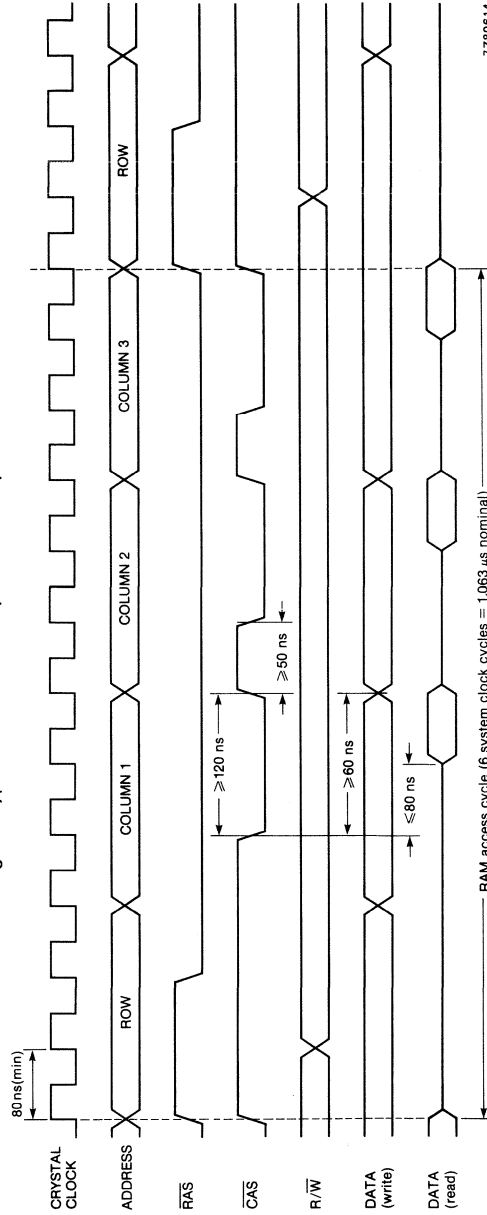 80 ns(min)
CRYSTAL
CLOCK
ADDRESS
ROW
COLUMN 1
COLUMN 2
COLUMN 3
ROW
RAS
CAS
⩾120 ns
⩾50 ns
R/W
⩾60 ns
DATA
(write)
⩽80 ns
DATA
(read)
RAM access cycle (6 system clock cycles = 1.063 µs nominal)